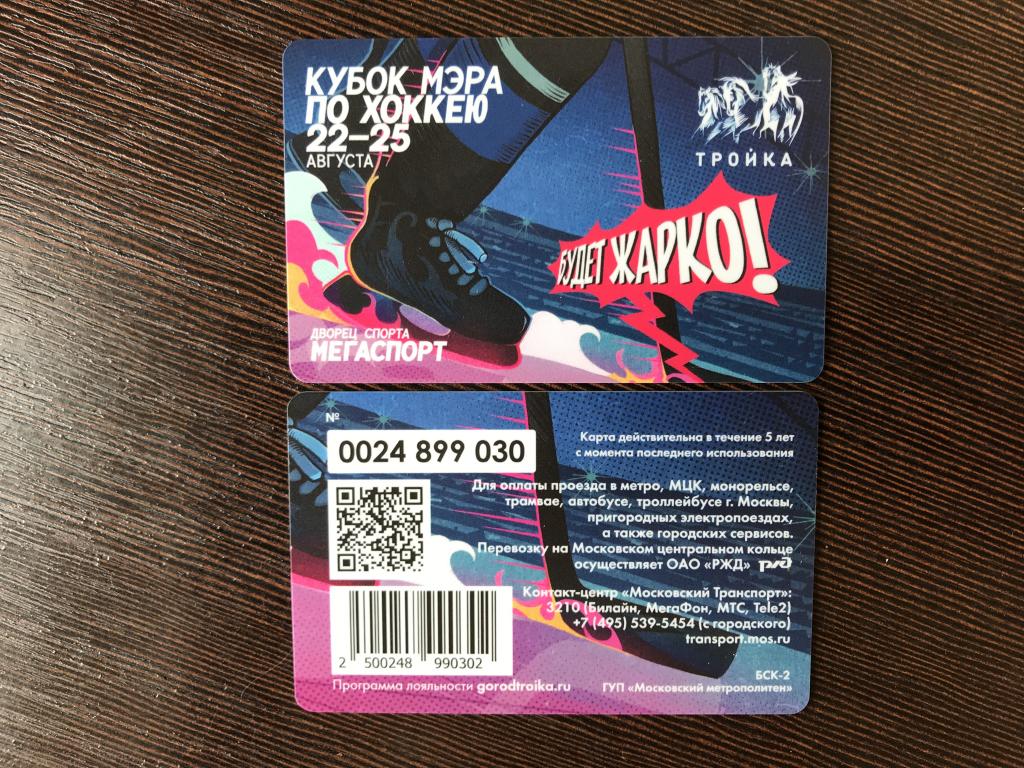 КУБОК МЭРА
ПО ХОККЕЮ
22–25
АВГУСТА
ТРОЙКА
БУДЕТ ЖАРКО!
ДВОРЕЦ СПОРТА
МЕГАСПОРТ
№
0024 899 030
Карта действительна в течение 5 лет
с момента последнего использования
Для оплаты проезда в метро, МЦК, монорельсе,
трамвае, автобусе, троллейбусе г. Москвы,
пригородных электропоездах,
а также городских сервисов.
Перевозку на Московском центральном кольце
осуществляет ОАО «РЖД» РЖД
Контакт-центр «Московский Транспорт»:
3210 (Билайн, МегаФон, МТС, Tele2)
+7 (495) 539-5454 (с городского)
transport.mos.ru
2 500248 990302
Программа лояльности gorodtroika.ru
БСК-2
ГУП «Московский метрополитен»